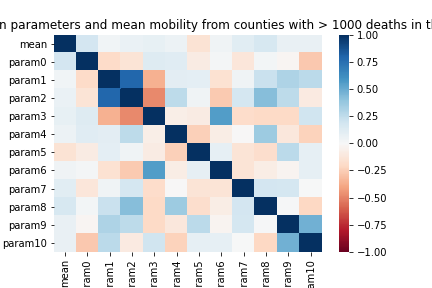 n parameters and mean mobility from counties with > 1000 deaths in th
mean
param0
param1
param2
param3
param4
param5
param6
param7
param8
param9
param10
1.00
0.75
0.50
0.25
0.00
−0.25
−0.50
−0.75
−1.00
mean
ram0
ram1
ram2
ram3
ram4
ram5
ram6
ram7
ram8
ram9
am10